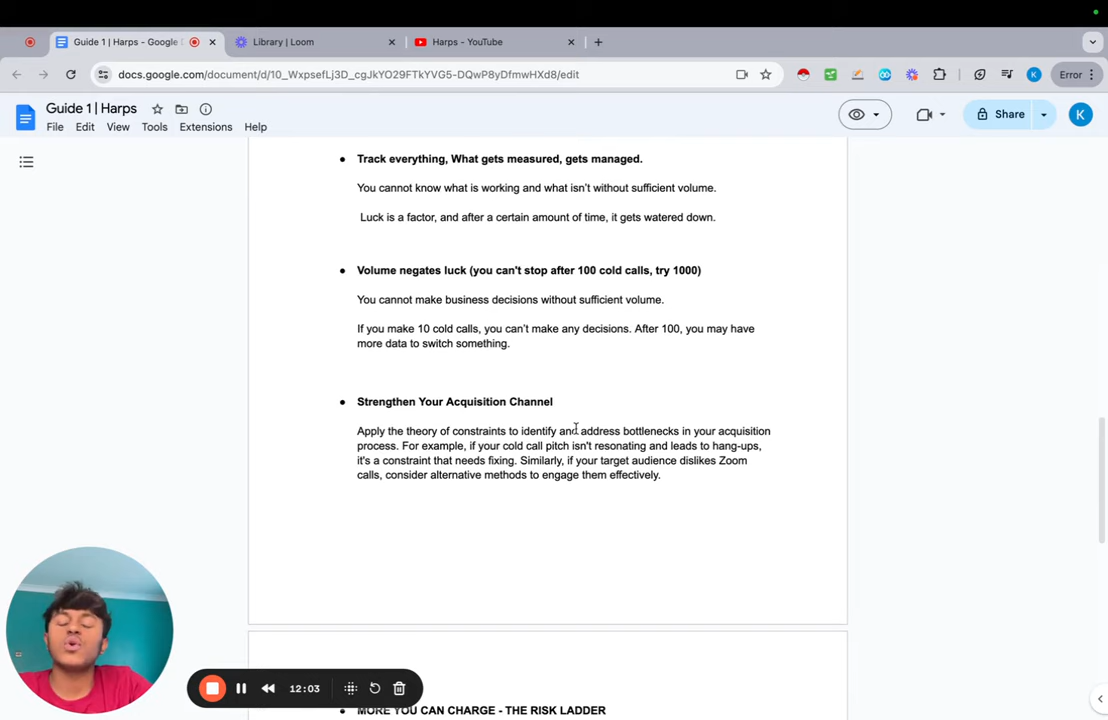 Guide 1 | Harps - Google D
Library | Loom
Harps - YouTube
docs.google.com/document/d/10_WxpsefLj3D_cgJkYO29FTkYVG5-DQwP8yDfmwHXd8/edit
K
Error
Guide 1 | Harps
File Edit View Tools Extensions Help
Share
K
• Track everything, What gets measured, gets managed.
You cannot know what is working and what isn't without sufficient volume.
Luck is a factor, and after a certain amount of time, it gets watered down.
• Volume negates luck (you can't stop after 100 cold calls, try 1000)
You cannot make business decisions without sufficient volume.
If you make 10 cold calls, you can't make any decisions. After 100, you may have
more data to switch something.
• Strengthen Your Acquisition Channel
Apply the theory of constraints to identify and address bottlenecks in your acquisition
process. For example, if your cold call pitch isn't resonating and leads to hang-ups,
it's a constraint that needs fixing. Similarly, if your target audience dislikes Zoom
calls, consider alternative methods to engage them effectively.
12:03
• MORE YOU CAN CHARGE - THE RISK LADDER